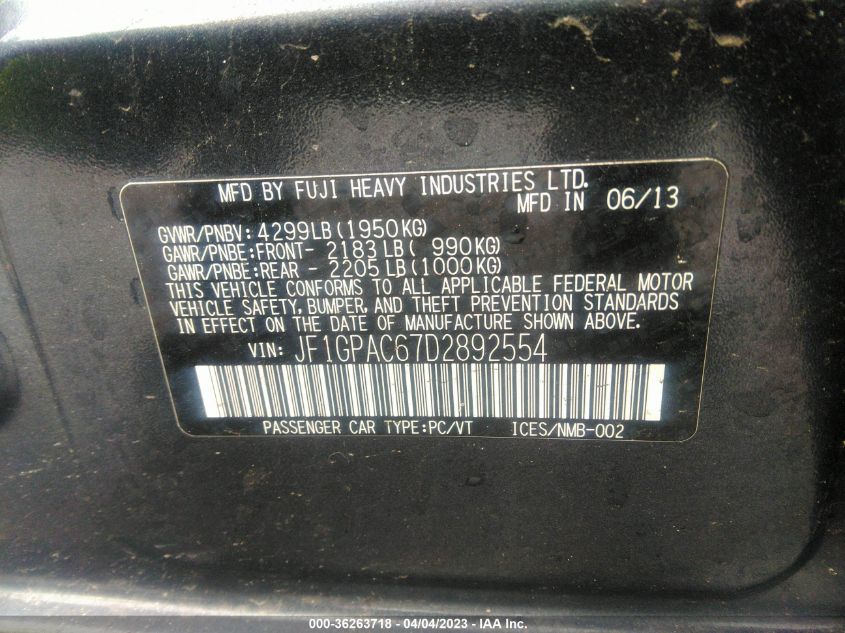 MFD BY FUJI HEAVY INDUSTRIES LTD.
MFD IN 06/13
GVWR/PNBV: 4299LB(1950KG)
GAWR/PNBE:FRONT- 2183LB( 990KG)
GAWR/PNBE:REAR - 2205LB(1000KG)
THIS VEHICLE CONFORMS TO ALL APPLICABLE FEDERAL MOTOR
VEHICLE SAFETY, BUMPER, AND THEFT PREVENTION STANDARDS
IN EFFECT ON THE DATE OF MANUFACTURE SHOWN ABOVE.
VIN: JF1GPAC67D2892554
PASSENGER CAR TYPE:PC/VT ICES/NMB-002
000-36263718 - 04/04/2023 - IAA Inc.